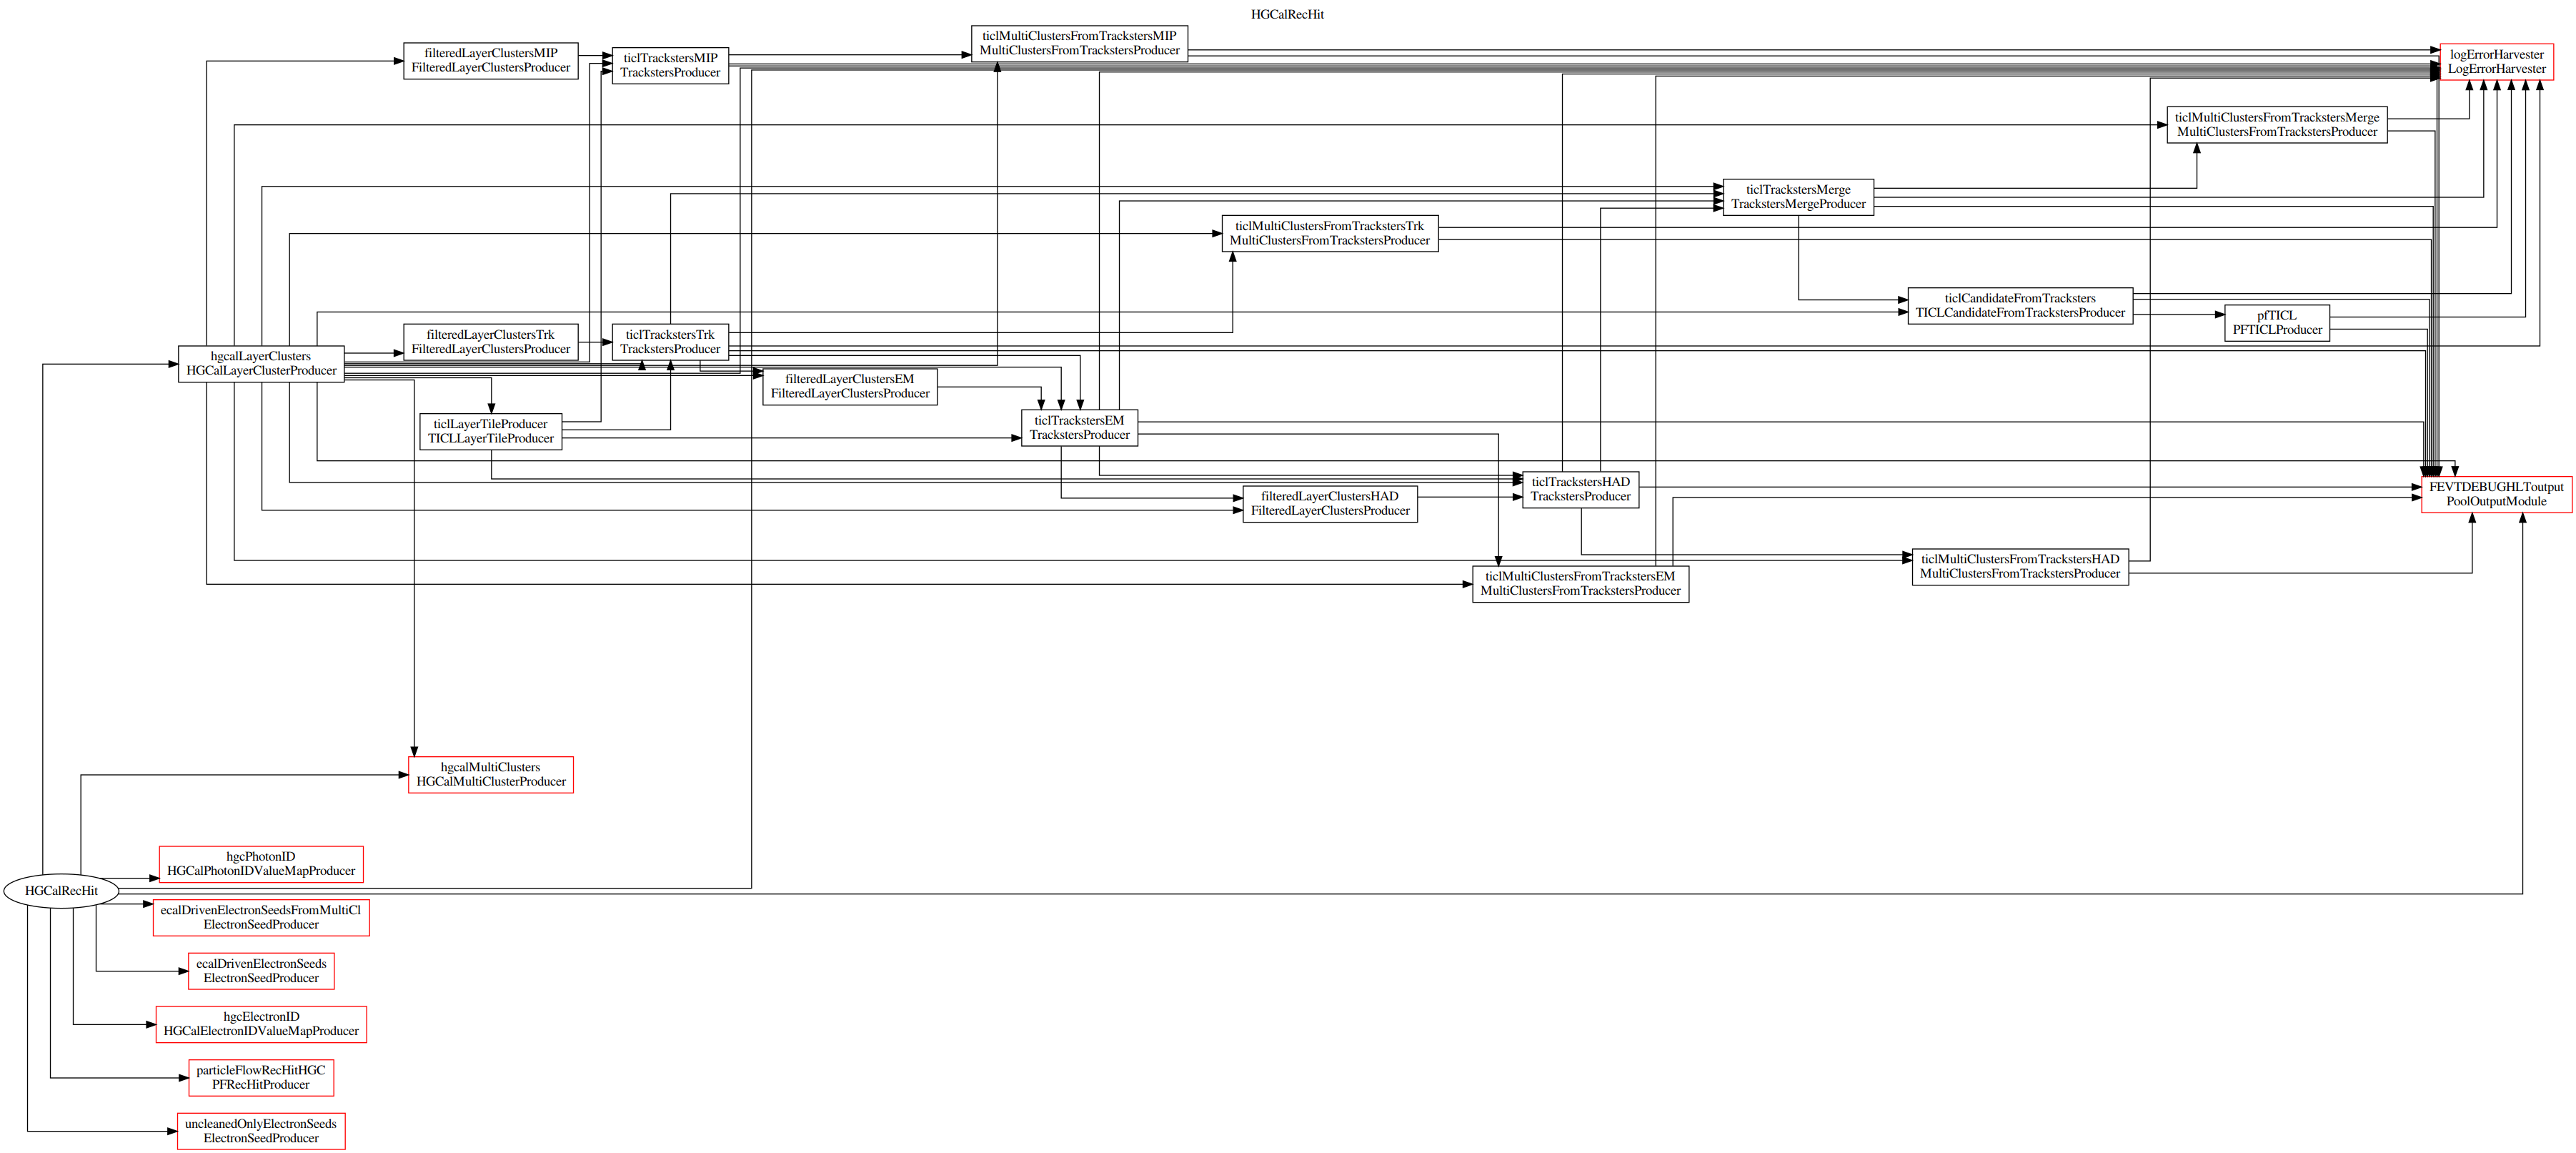 HGCalRecHit
ticlMultiClustersFromTrackstersMIP
MultiClustersFromTrackstersProducer
filteredLayerClustersMIP
FilteredLayerClustersProducer
ticlTrackstersMIP
TrackstersProducer
logErrorHarvester
LogErrorHarvester
ticlMultiClustersFromTrackstersMerge
MultiClustersFromTrackstersProducer
ticlTrackstersMerge
TrackstersMergeProducer
ticlMultiClustersFromTrackstersTrk
MultiClustersFromTrackstersProducer
ticlCandidateFromTracksters
TICLCandidateFromTrackstersProducer
pfTICL
PFTICLProducer
filteredLayerClustersTrk
FilteredLayerClustersProducer
ticlTrackstersTrk
TrackstersProducer
hgcalLayerClusters
HGCalLayerClusterProducer
filteredLayerClustersEM
FilteredLayerClustersProducer
ticlLayerTileProducer
TICLLayerTileProducer
ticlTrackstersEM
TrackstersProducer
ticlTrackstersHAD
TrackstersProducer
FEVTDEBUGHLToutput
PoolOutputModule
filteredLayerClustersHAD
FilteredLayerClustersProducer
ticlMultiClustersFromTrackstersHAD
MultiClustersFromTrackstersProducer
ticlMultiClustersFromTrackstersEM
MultiClustersFromTrackstersProducer
hgcalMultiClusters
HGCalMultiClusterProducer
hgcPhotonID
HGCalPhotonIDValueMapProducer
HGCalRecHit
ecalDrivenElectronSeedsFromMultiCl
ElectronSeedProducer
ecalDrivenElectronSeeds
ElectronSeedProducer
hgcElectronID
HGCalElectronIDValueMapProducer
particleFlowRecHitHGC
PFRecHitProducer
uncleanedOnlyElectronSeeds
ElectronSeedProducer